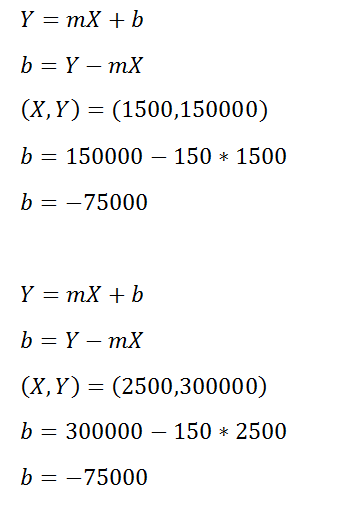 Y = mX + b
b = Y − mX
(X, Y) = (1500,150000)
b = 150000 − 150 * 1500
b = −75000
Y = mX + b
b = Y − mX
(X, Y) = (2500,300000)
b = 300000 − 150 * 2500
b = −75000